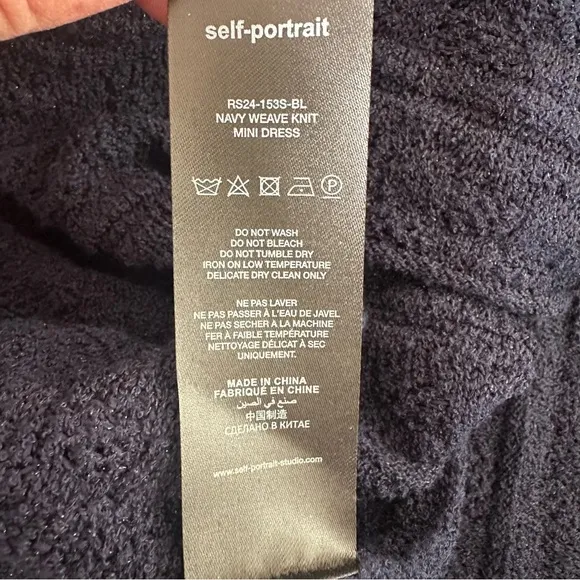 self-portrait
RS24-153S-BL
NAVY WEAVE KNIT
MINI DRESS
P
DO NOT WASH
DO NOT BLEACH
DO NOT TUMBLE DRY
IRON ON LOW TEMPERATURE
DELICATE DRY CLEAN ONLY
NE PAS LAVER
NE PAS PASSER À L'EAU DE JAVEL
NE PAS SECHER A LA MACHINE
FER À FAIBLE TEMPÉRATURE
NETTOYAGE DÉLICAT À SEC
UNIQUEMENT.
MADE IN CHINA
FABRIQUÉ EN CHINE
صنع في الصين
中国制造
СДЕЛАНО В КИТАЕ
www.self-portrait-studio.com